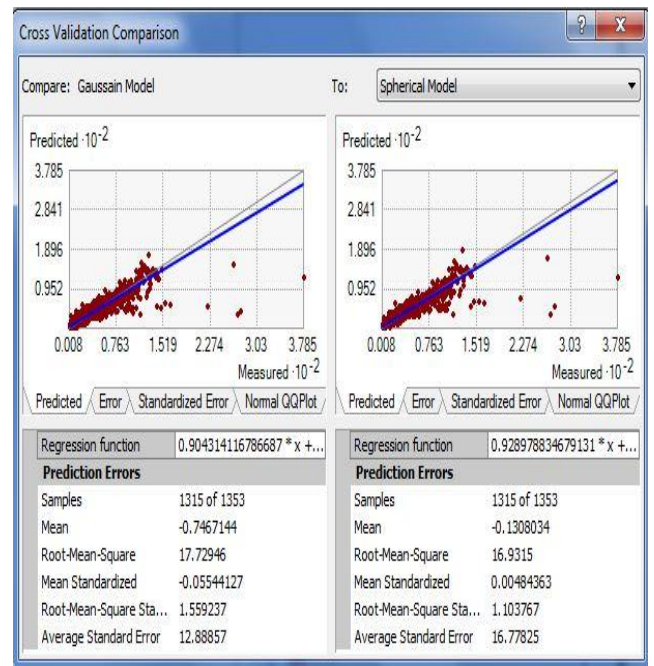 Cross Validation Comparison
? X
Compare: Gaussain Model To: Spherical Model
Predicted ·10-2
3.785
2.841
1.896
0.952
0.008 0.763 1.519 2.274 3.03 3.785
Measured ·10-2
Predicted Error Standardized Error Normal QQPlot
Regression function 0.904314116786687 * x +...
Prediction Errors
Samples 1315 of 1353
Mean -0.7467144
Root-Mean-Square 17.72946
Mean Standardized -0.05544127
Root-Mean-Square Sta... 1.559237
Average Standard Error 12.88857
Predicted ·10-2
3.785
2.841
1.896
0.952
0.008 0.763 1.519 2.274 3.03 3.785
Measured ·10-2
Predicted Error Standardized Error Normal QQPlot
Regression function 0.928978834679131 * x +...
Prediction Errors
Samples 1315 of 1353
Mean -0.1308034
Root-Mean-Square 16.9315
Mean Standardized 0.00484363
Root-Mean-Square Sta... 1.103767
Average Standard Error 16.77825